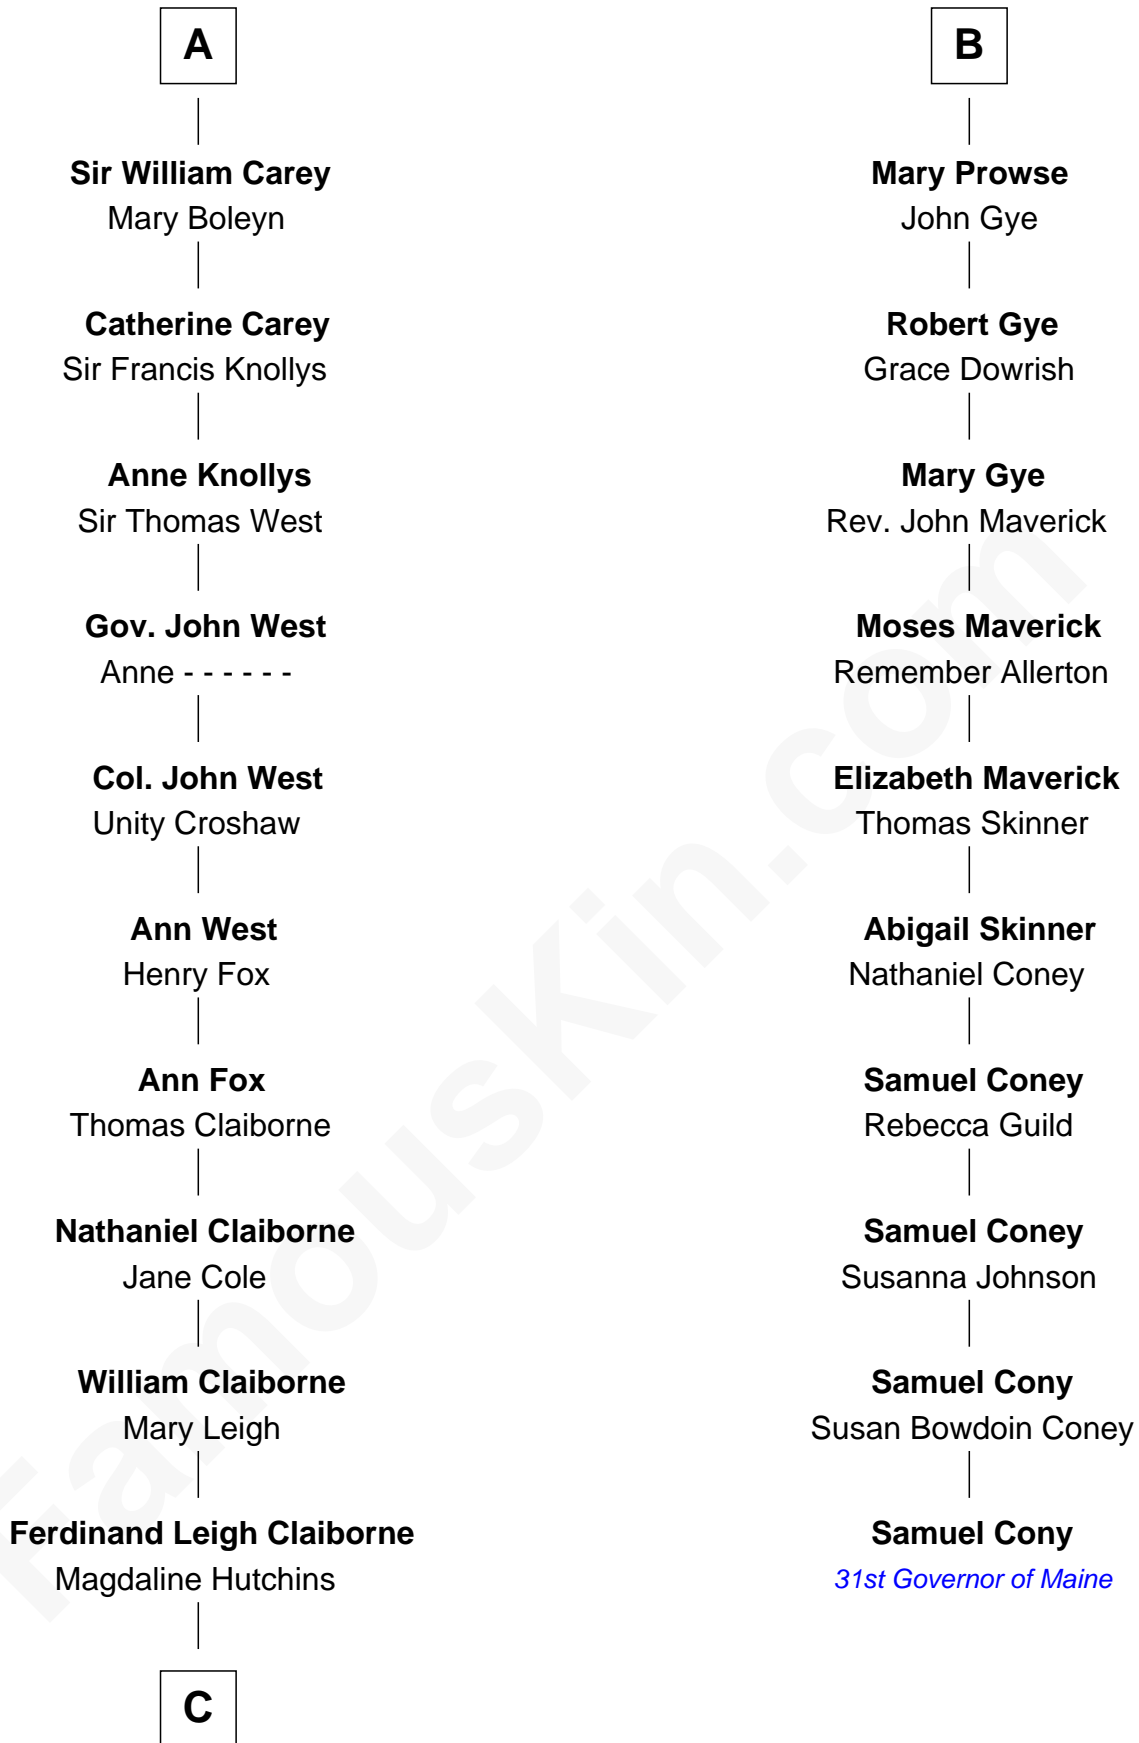 A
Sir William Carey
Mary Boleyn
Catherine Carey
Sir Francis Knollys
Anne Knollys
Sir Thomas West
Gov. John West
Anne - - - - - -
Col. John West
Unity Croshaw
Ann West
Henry Fox
Ann Fox
Thomas Claiborne
Nathaniel Claiborne
Jane Cole
William Claiborne
Mary Leigh
Ferdinand Leigh Claiborne
Magdaline Hutchins
C
B
Mary Prowse
John Gye
Robert Gye
Grace Dowrish
Mary Gye
Rev. John Maverick
Moses Maverick
Remember Allerton
Elizabeth Maverick
Thomas Skinner
Abigail Skinner
Nathaniel Coney
Samuel Coney
Rebecca Guild
Samuel Coney
Susanna Johnson
Samuel Cony
Susan Bowdoin Coney
Samuel Cony
31st Governor of Maine
FamousKin.com